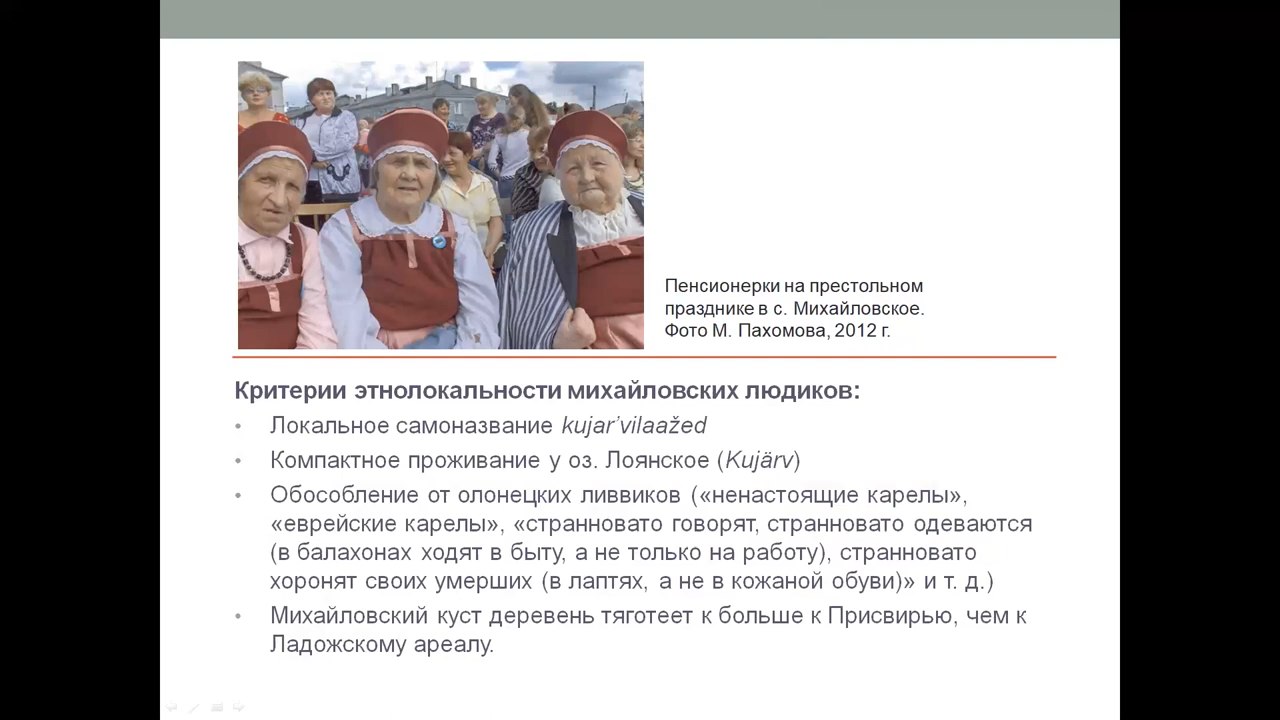 Пенсионерки на престольном
празднике в с. Михайловское.
Фото М. Пахомова, 2012 г.
Критерии этнолокальности михайловских людиков:
• Локальное самоназвание kujar’vilaažed
• Компактное проживание у оз. Лоянское (Kujärv)
• Обособление от олонецких ливвиков («ненастоящие карелы»,
«еврейские карелы», «странновато говорят, странновато одеваются
(в балахонах ходят в быту, а не только на работу), странновато
хоронят своих умерших (в лаптях, а не в кожаной обуви)» и т. д.)
• Михайловский куст деревень тяготеет к больше к Присвирью, чем к
Ладожскому ареалу.